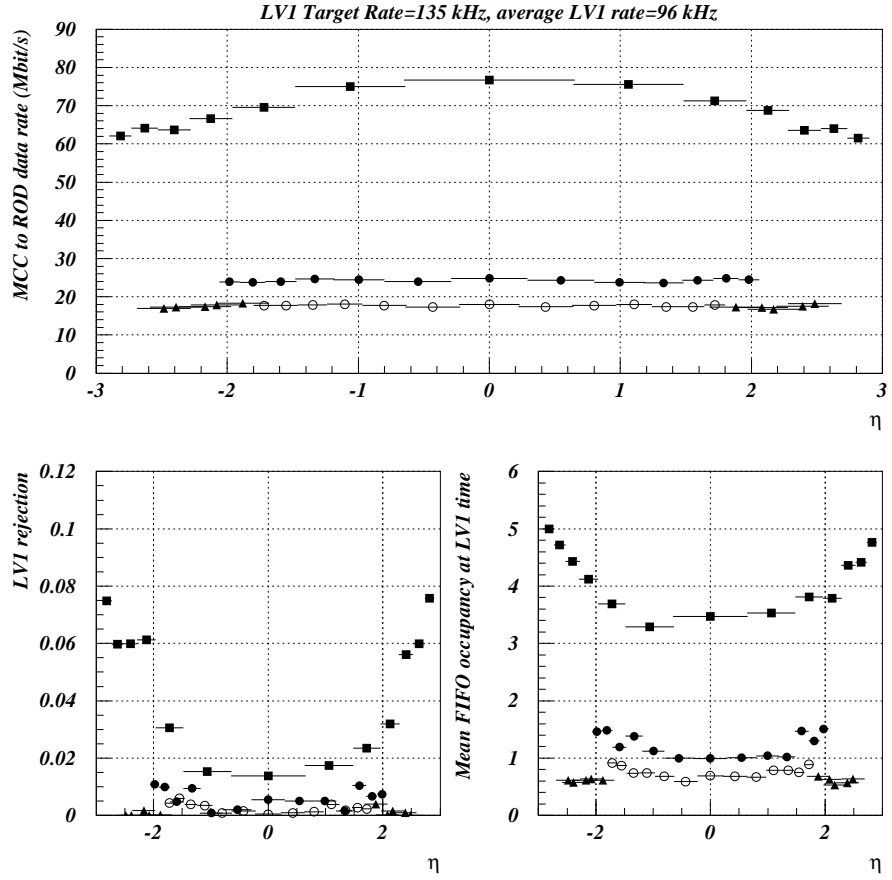 LV1 Target Rate=135 kHz, average LV1 rate=96 kHz
MCC to ROD data rate (Mbit/s)
90
80
70
60
50
40
30
20
10
0
-3 -2 -1 0 1 2 3
η
LV1 rejection
0.12
0.1
0.08
0.06
0.04
0.02
0
-2 0 2
η
Mean FIFO occupancy at LV1 time
6
5
4
3
2
1
0
-2 0 2
η